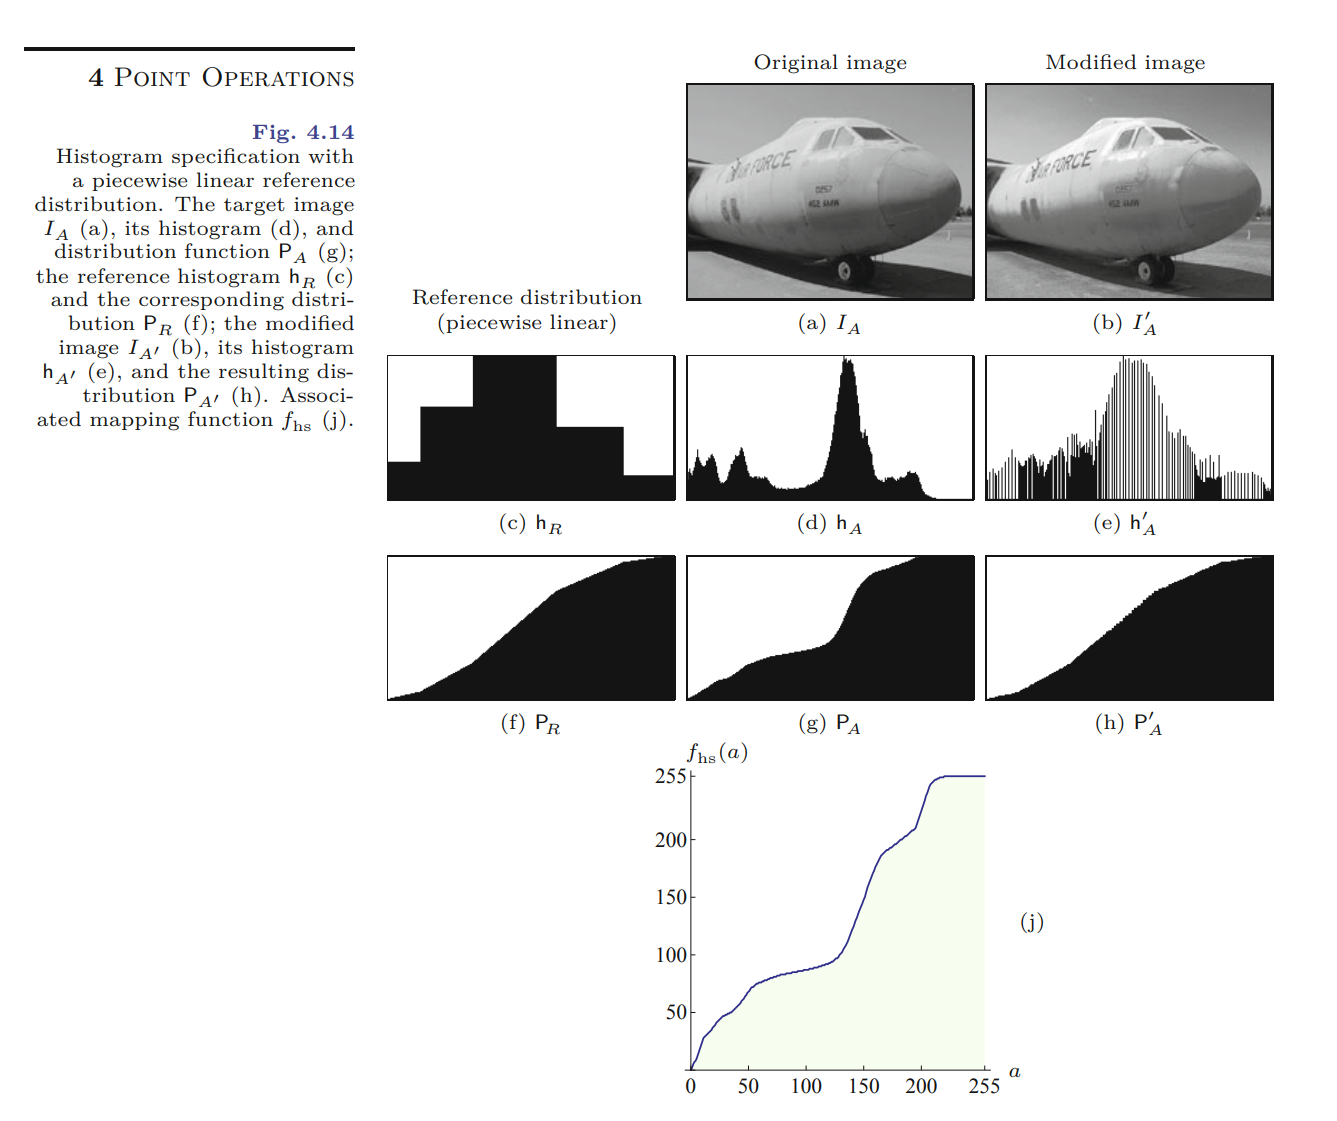 4 POINT OPERATIONS
Fig. 4.14
Histogram specification with
a piecewise linear reference
distribution. The target image
I_A (a), its histogram (d), and
distribution function P_A (g);
the reference histogram h_R (c)
and the corresponding distri-
bution P_R (f); the modified
image I_A′ (b), its histogram
h_A′ (e), and the resulting dis-
tribution P_A′ (h). Associ-
ated mapping function f_hs (j).
Original image
Modified image
AIR FORCE
0257
Reference distribution
(piecewise linear)
(a) I_A
(b) I′_A
(c) h_R
(d) h_A
(e) h′_A
(f) P_R
(g) P_A
(h) P′_A
f_hs(a)
255
200
150
100
50
0 50 100 150 200 255
a
(j)